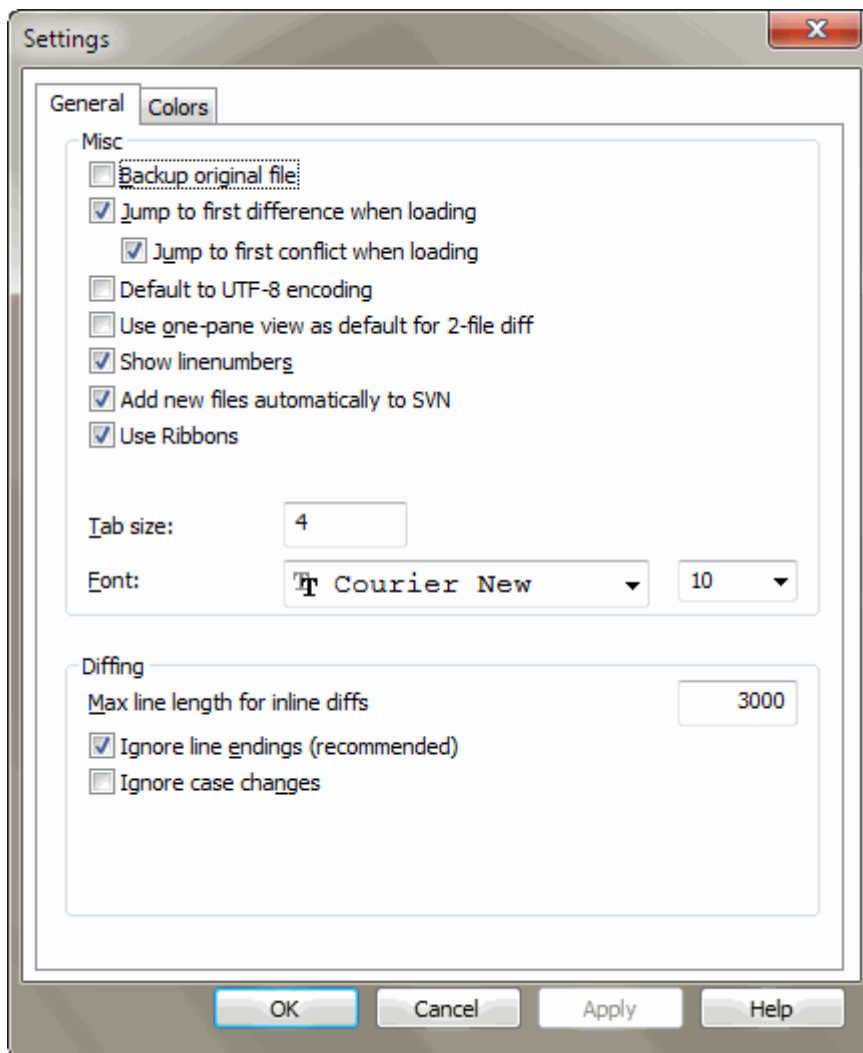 Settings
General Colors
Misc
Backup original file
Jump to first difference when loading
Jump to first conflict when loading
Default to UTF-8 encoding
Use one-pane view as default for 2-file diff
Show linenumbers
Add new files automatically to SVN
Use Ribbons
Tab size: 4
Font: Courier New 10
Diffing
Max line length for inline diffs 3000
Ignore line endings (recommended)
Ignore case changes
OK Cancel Apply Help